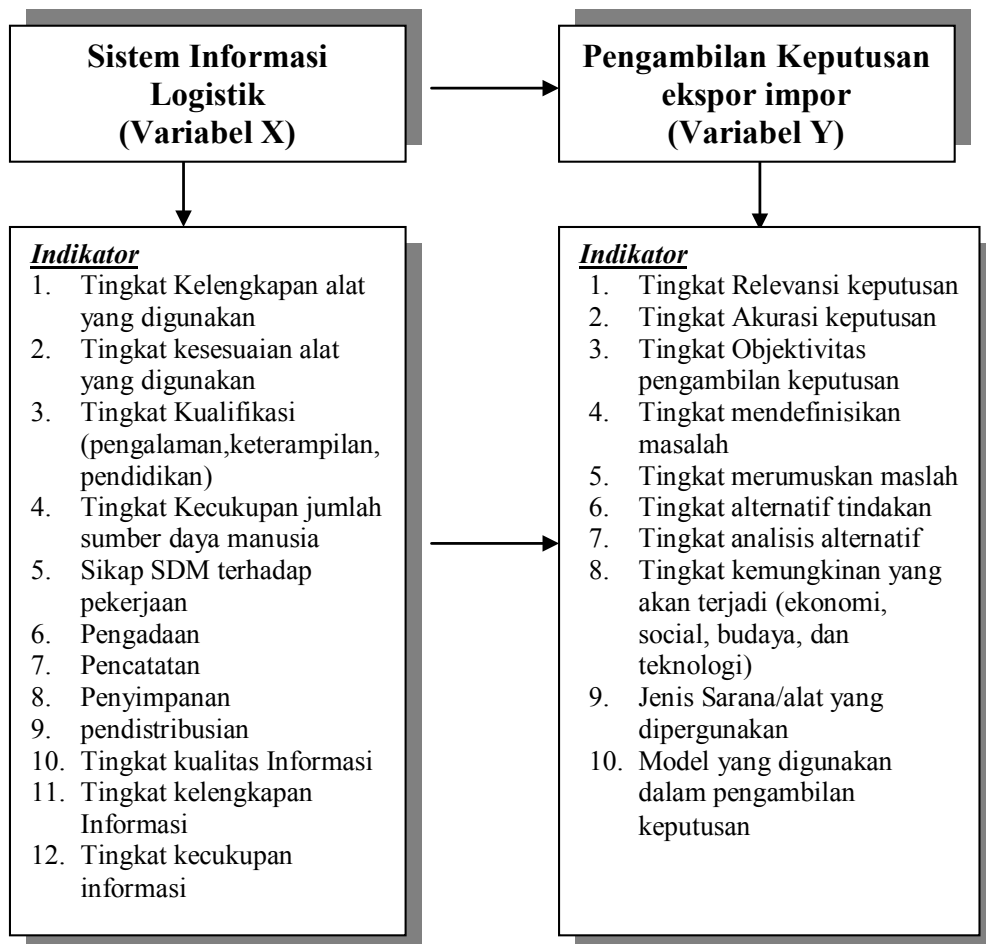 Sistem Informasi
Logistik
(Variabel X)
Pengambilan Keputusan
ekspor impor
(Variabel Y)
Indikator
1. Tingkat Kelengkapan alat
yang digunakan
2. Tingkat kesesuaian alat
yang digunakan
3. Tingkat Kualifikasi
(pengalaman,keterampilan,
pendidikan)
4. Tingkat Kecukupan jumlah
sumber daya manusia
5. Sikap SDM terhadap
pekerjaan
6. Pengadaan
7. Pencatatan
8. Penyimpanan
9. pendistribusian
10. Tingkat kualitas Informasi
11. Tingkat kelengkapan
Informasi
12. Tingkat kecukupan
informasi
Indikator
1. Tingkat Relevansi keputusan
2. Tingkat Akurasi keputusan
3. Tingkat Objektivitas
pengambilan keputusan
4. Tingkat mendefinisikan
masalah
5. Tingkat merumuskan maslah
6. Tingkat alternatif tindakan
7. Tingkat analisis alternatif
8. Tingkat kemungkinan yang
akan terjadi (ekonomi,
social, budaya, dan
teknologi)
9. Jenis Sarana/alat yang
dipergunakan
10. Model yang digunakan
dalam pengambilan
keputusan